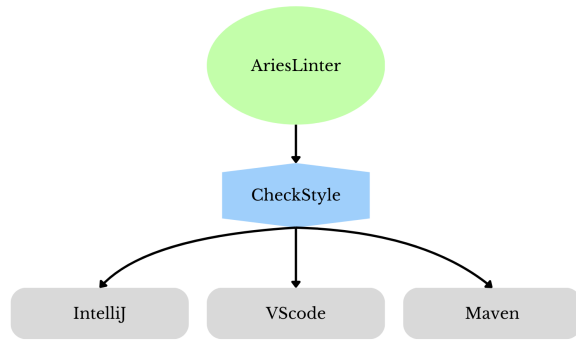 AriesLinter
CheckStyle
IntelliJ
VScode
Maven